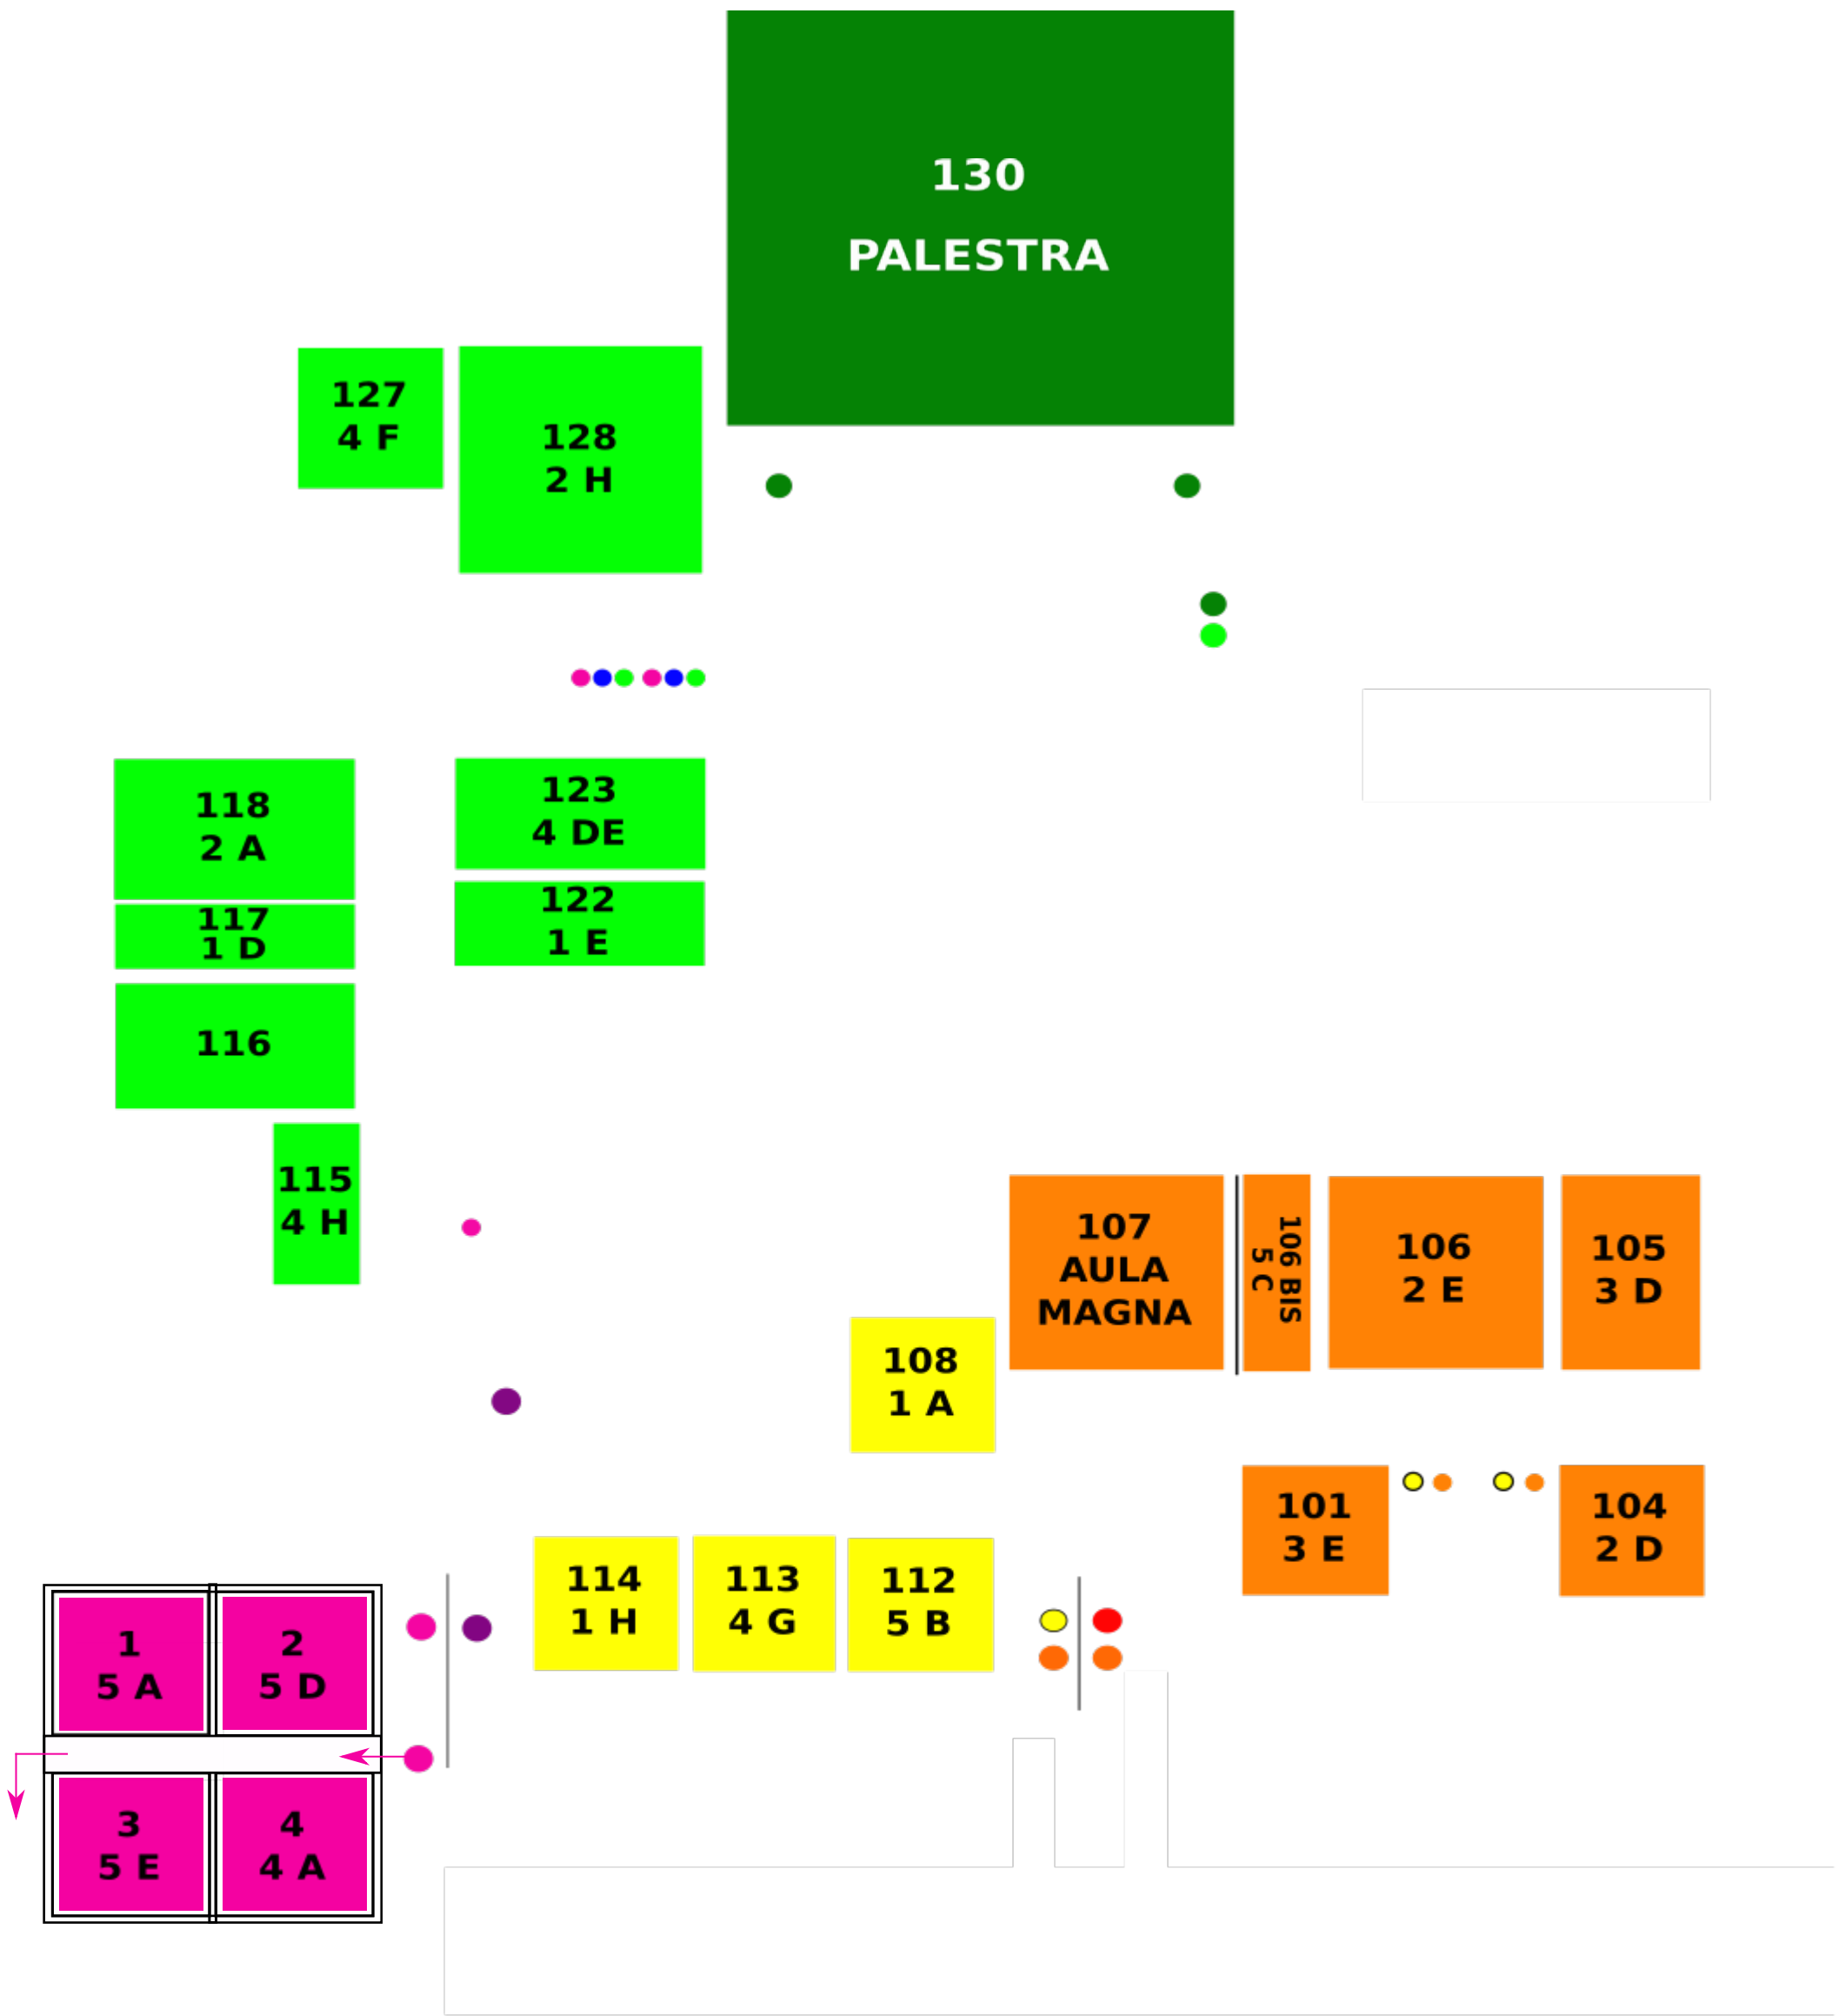 130
PALESTRA
127
4 F
128
2 H
118
2 A
123
4 DE
117
1 D
122
1 E
116
115
4 H
107
AULA
MAGNA
106 BIS
5 C
106
2 E
105
3 D
108
1 A
101
3 E
104
2 D
114
1 H
113
4 G
112
5 B
1
5 A
2
5 D
3
5 E
4
4 A